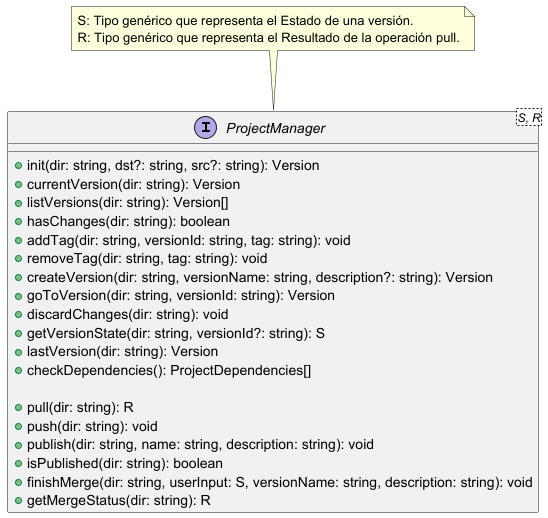 S: Tipo genérico que representa el Estado de una versión.
R: Tipo genérico que representa el Resultado de la operación pull.
S, R
I ProjectManager
init(dir: string, dst?: string, src?: string): Version
currentVersion(dir: string): Version
listVersions(dir: string): Version[]
hasChanges(dir: string): boolean
addTag(dir: string, versionId: string, tag: string): void
removeTag(dir: string, tag: string): void
createVersion(dir: string, versionName: string, description?: string): Version
goToVersion(dir: string, versionId: string): Version
discardChanges(dir: string): void
getVersionState(dir: string, versionId?: string): S
lastVersion(dir: string): Version
checkDependencies(): ProjectDependencies[]
pull(dir: string): R
push(dir: string): void
publish(dir: string, name: string, description: string): void
isPublished(dir: string): boolean
finishMerge(dir: string, userInput: S, versionName: string, description: string): void
getMergeStatus(dir: string): R